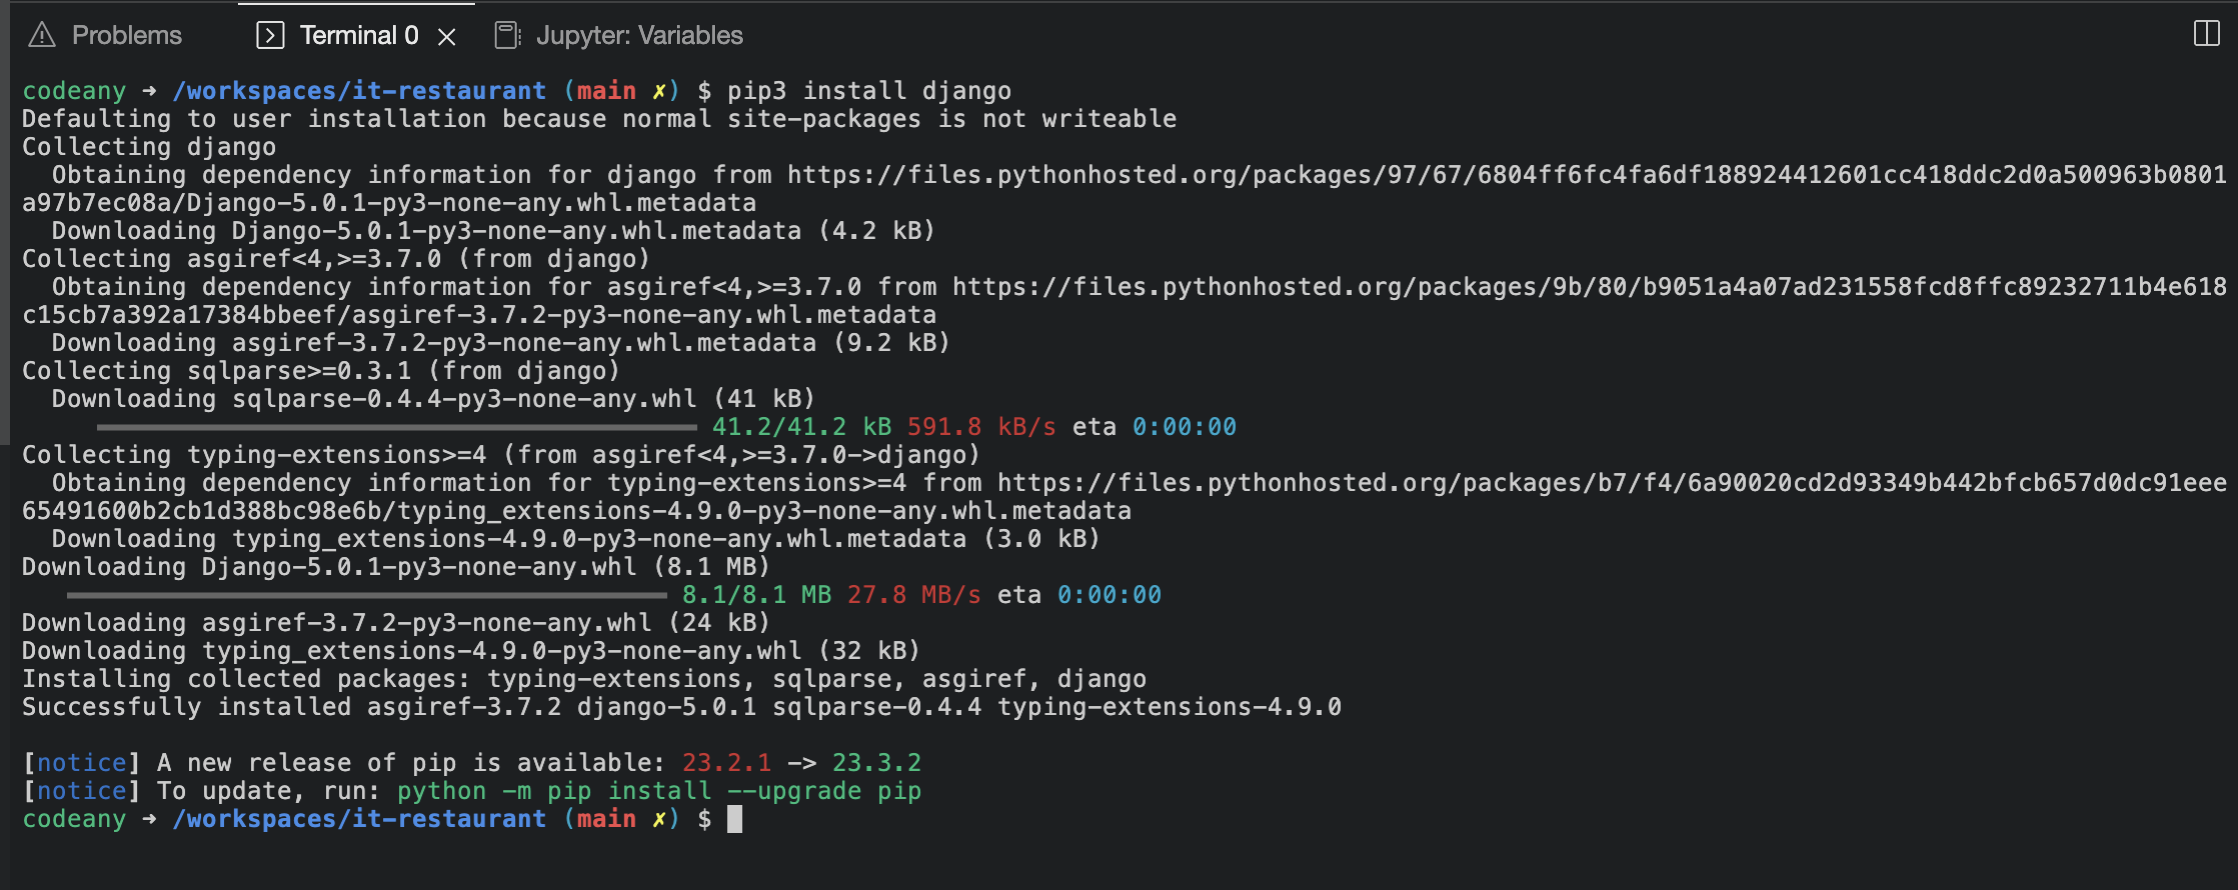 Problems Terminal 0 Jupyter: Variables
codeany ➜ /workspaces/it-restaurant (main ✗) $ pip3 install django
Defaulting to user installation because normal site-packages is not writeable
Collecting django
  Obtaining dependency information for django from https://files.pythonhosted.org/packages/97/67/6804ff6fc4fa6df188924412601cc418ddc2d0a500963b0801
a97b7ec08a/Django-5.0.1-py3-none-any.whl.metadata
  Downloading Django-5.0.1-py3-none-any.whl.metadata (4.2 kB)
Collecting asgiref<4,>=3.7.0 (from django)
  Obtaining dependency information for asgiref<4,>=3.7.0 from https://files.pythonhosted.org/packages/9b/80/b9051a4a07ad231558fcd8ffc89232711b4e618
c15cb7a392a17384bbeef/asgiref-3.7.2-py3-none-any.whl.metadata
  Downloading asgiref-3.7.2-py3-none-any.whl.metadata (9.2 kB)
Collecting sqlparse>=0.3.1 (from django)
  Downloading sqlparse-0.4.4-py3-none-any.whl (41 kB)
41.2/41.2 kB 591.8 kB/s eta 0:00:00
Collecting typing-extensions>=4 (from asgiref<4,>=3.7.0->django)
  Obtaining dependency information for typing-extensions>=4 from https://files.pythonhosted.org/packages/b7/f4/6a90020cd2d93349b442bfcb657d0dc91eee
65491600b2cb1d388bc98e6b/typing_extensions-4.9.0-py3-none-any.whl.metadata
  Downloading typing_extensions-4.9.0-py3-none-any.whl.metadata (3.0 kB)
Downloading Django-5.0.1-py3-none-any.whl (8.1 MB)
8.1/8.1 MB 27.8 MB/s eta 0:00:00
Downloading asgiref-3.7.2-py3-none-any.whl (24 kB)
Downloading typing_extensions-4.9.0-py3-none-any.whl (32 kB)
Installing collected packages: typing-extensions, sqlparse, asgiref, django
Successfully installed asgiref-3.7.2 django-5.0.1 sqlparse-0.4.4 typing-extensions-4.9.0
[notice] A new release of pip is available: 23.2.1 -> 23.3.2
[notice] To update, run: python -m pip install --upgrade pip
codeany ➜ /workspaces/it-restaurant (main ✗) $